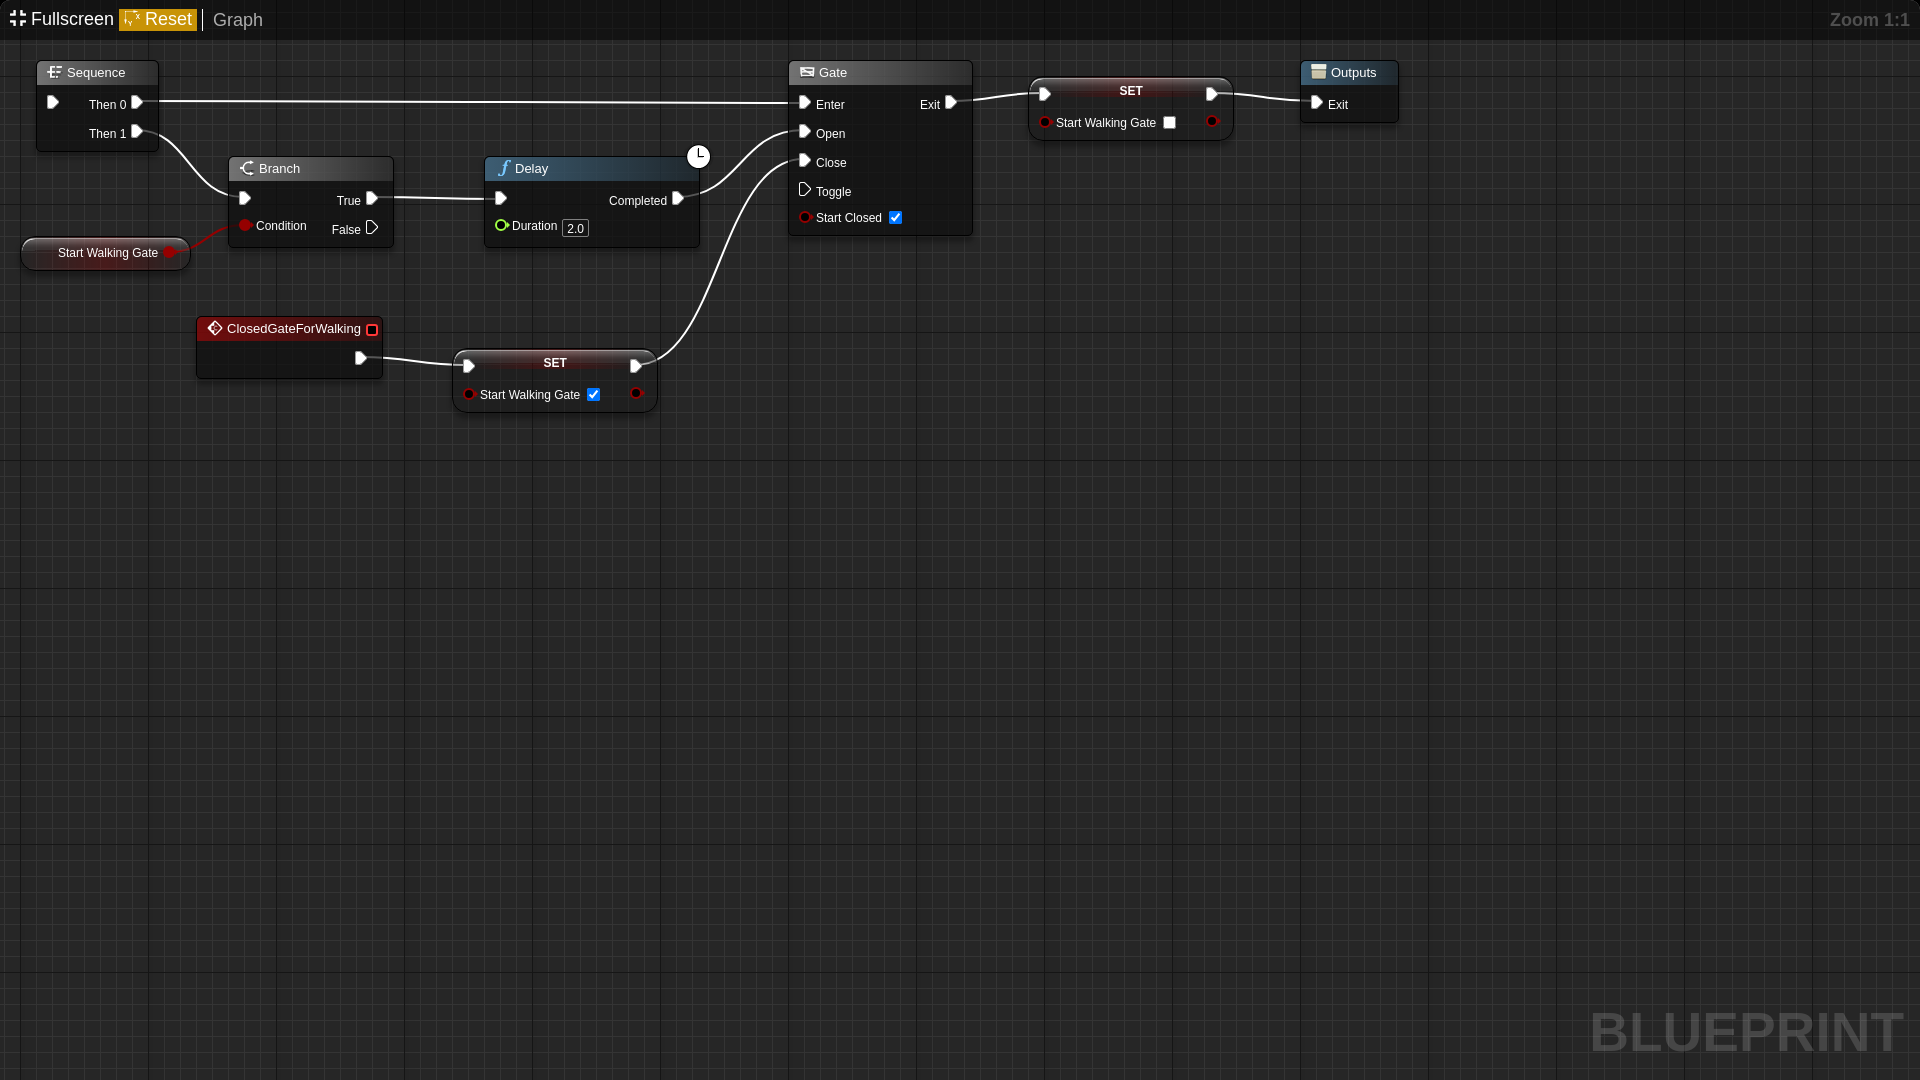 Fullscreen Reset Graph
Zoom 1:1
Sequence
Then 0
Then 1
Branch
True
Condition
False
Start Walking Gate
Delay
Completed
Duration 2.0
Gate
Enter Exit
Open
Close
Toggle
Start Closed
SET
Start Walking Gate
Outputs
Exit
ClosedGateForWalking
SET
Start Walking Gate
BLUEPRINT